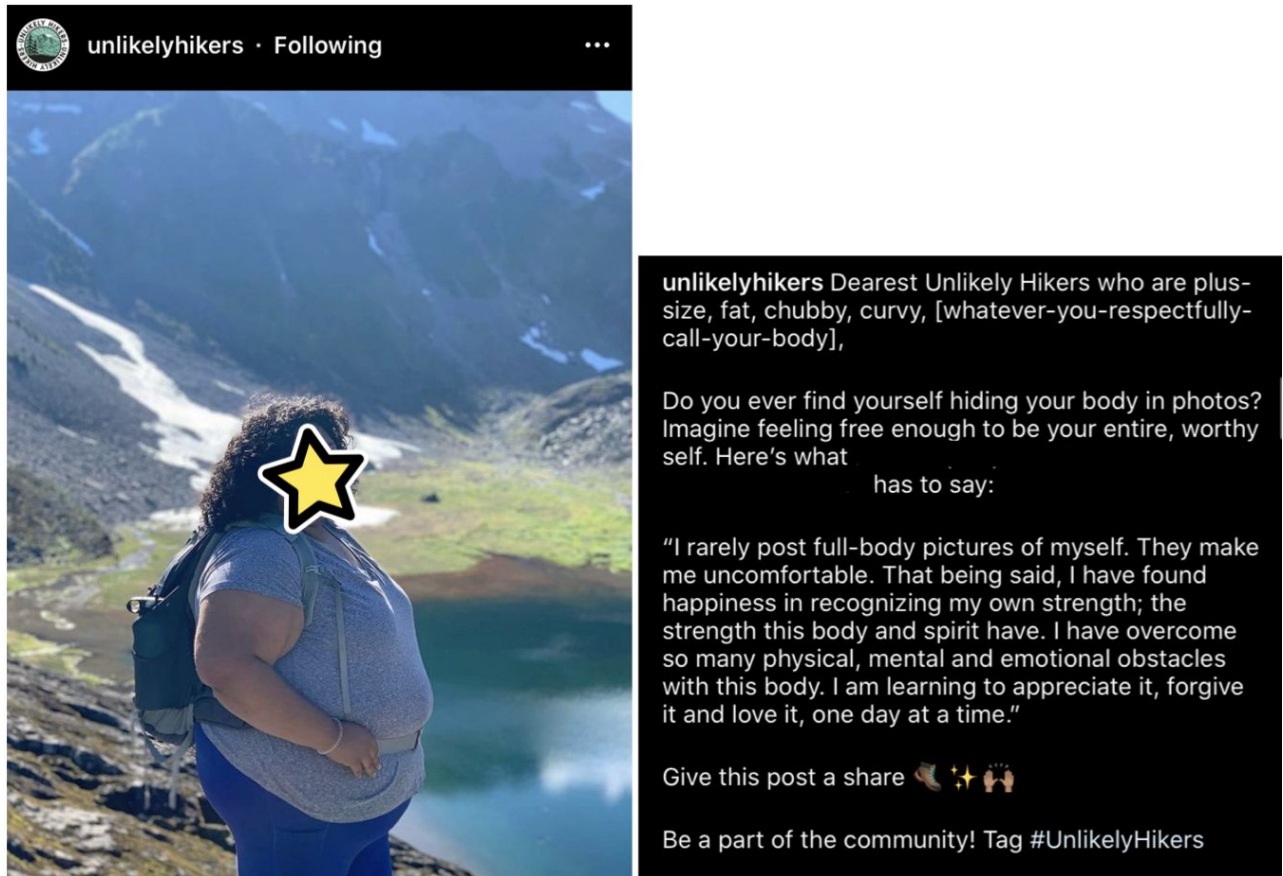 unlikelyhikers · Following
UNLIKELY HIKERS · UNLIKELY HIKERS
unlikelyhikers Dearest Unlikely Hikers who are plus-
size, fat, chubby, curvy, [whatever-you-respectfully-
call-your-body],
Do you ever find yourself hiding your body in photos?
Imagine feeling free enough to be your entire, worthy
self. Here’s what
has to say:
“I rarely post full-body pictures of myself. They make
me uncomfortable. That being said, I have found
happiness in recognizing my own strength; the
strength this body and spirit have. I have overcome
so many physical, mental and emotional obstacles
with this body. I am learning to appreciate it, forgive
it and love it, one day at a time.”
Give this post a share 🥾✨🙌🏽
Be a part of the community! Tag #UnlikelyHikers